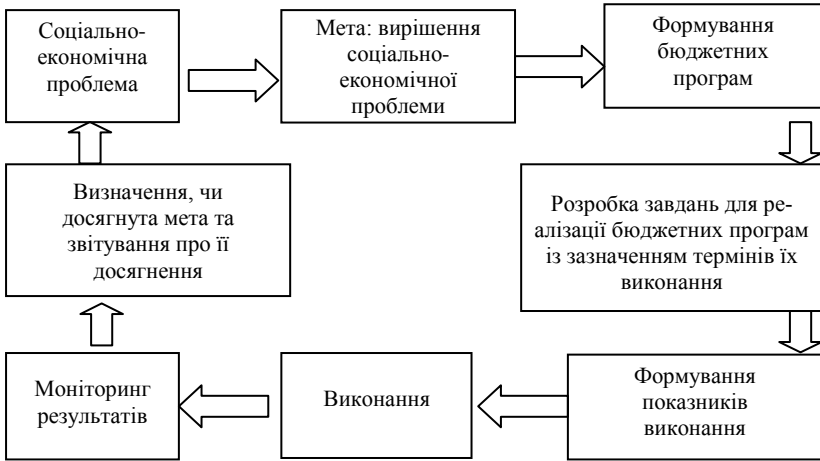 Соціально-
економічна
проблема
Мета: вирішення
соціально-
економічної
проблеми
Формування
бюджетних
програм
Визначення, чи
досягнута мета та
звітування про її
досягнення
Розробка завдань для ре-
алізації бюджетних програм
із зазначенням термінів їх
виконання
Моніторинг
результатів
Виконання
Формування
показників
виконання